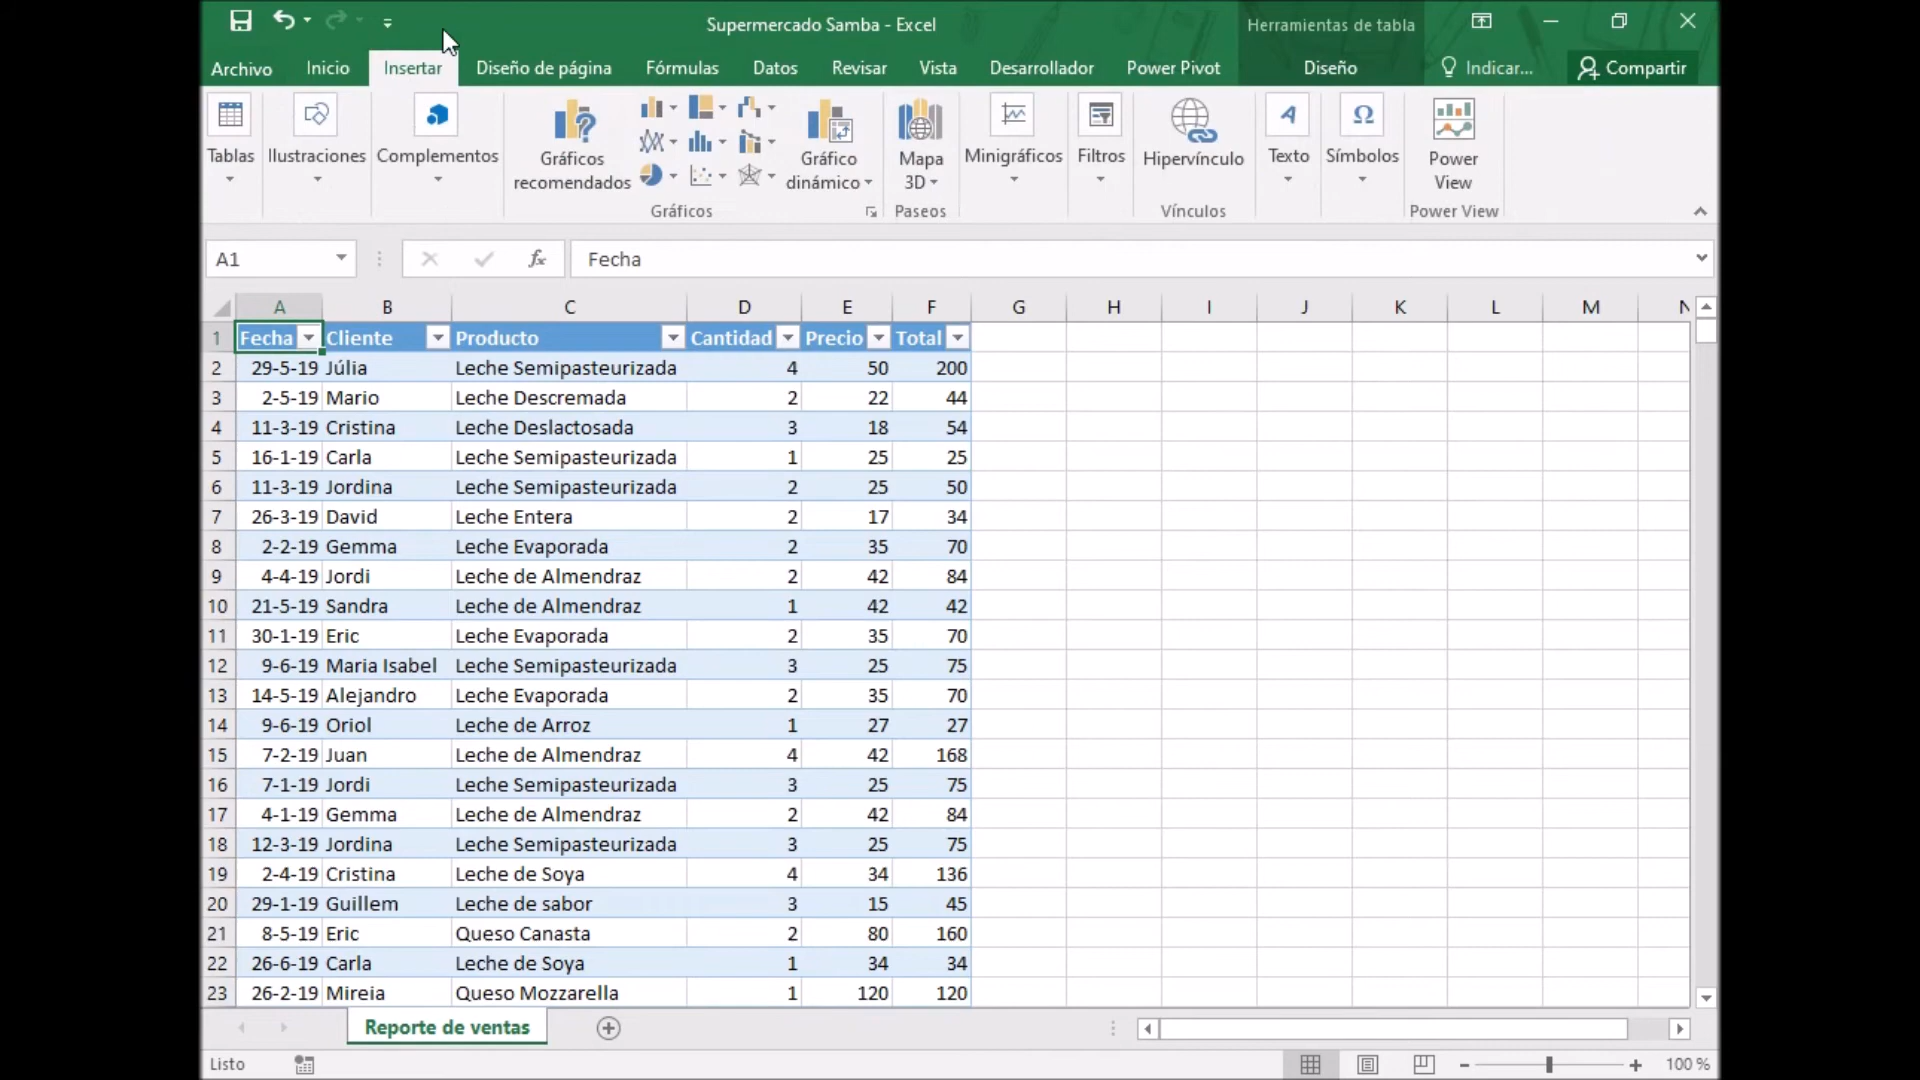 Supermercado Samba - Excel
Herramientas de tabla
Archivo Inicio Insertar Diseño de página Fórmulas Datos Revisar Vista Desarrollador Power Pivot Diseño Indicar... Compartir
Tablas
Ilustraciones
Complementos
Gráficos recomendados
Gráfico dinámico
Mapa 3D
Minigráficos
Filtros
Hipervínculo
Texto
Símbolos
Power View
Gráficos
Paseos
Vínculos
Power View
A1 fx Fecha
A B C D E F G H I J K L M N
1 Fecha Cliente Producto Cantidad Precio Total
2 29-5-19 Júlia Leche Semipasteurizada 4 50 200
3 2-5-19 Mario Leche Descremada 2 22 44
4 11-3-19 Cristina Leche Deslactosada 3 18 54
5 16-1-19 Carla Leche Semipasteurizada 1 25 25
6 11-3-19 Jordina Leche Semipasteurizada 2 25 50
7 26-3-19 David Leche Entera 2 17 34
8 2-2-19 Gemma Leche Evaporada 2 35 70
9 4-4-19 Jordi Leche de Almendraz 2 42 84
10 21-5-19 Sandra Leche de Almendraz 1 42 42
11 30-1-19 Eric Leche Evaporada 2 35 70
12 9-6-19 Maria Isabel Leche Semipasteurizada 3 25 75
13 14-5-19 Alejandro Leche Evaporada 2 35 70
14 9-6-19 Oriol Leche de Arroz 1 27 27
15 7-2-19 Juan Leche de Almendraz 4 42 168
16 7-1-19 Jordi Leche Semipasteurizada 3 25 75
17 4-1-19 Gemma Leche de Almendraz 2 42 84
18 12-3-19 Jordina Leche Semipasteurizada 3 25 75
19 2-4-19 Cristina Leche de Soya 4 34 136
20 29-1-19 Guillem Leche de sabor 3 15 45
21 8-5-19 Eric Queso Canasta 2 80 160
22 26-6-19 Carla Leche de Soya 1 34 34
23 26-2-19 Mireia Queso Mozzarella 1 120 120
Reporte de ventas
Listo
100 %